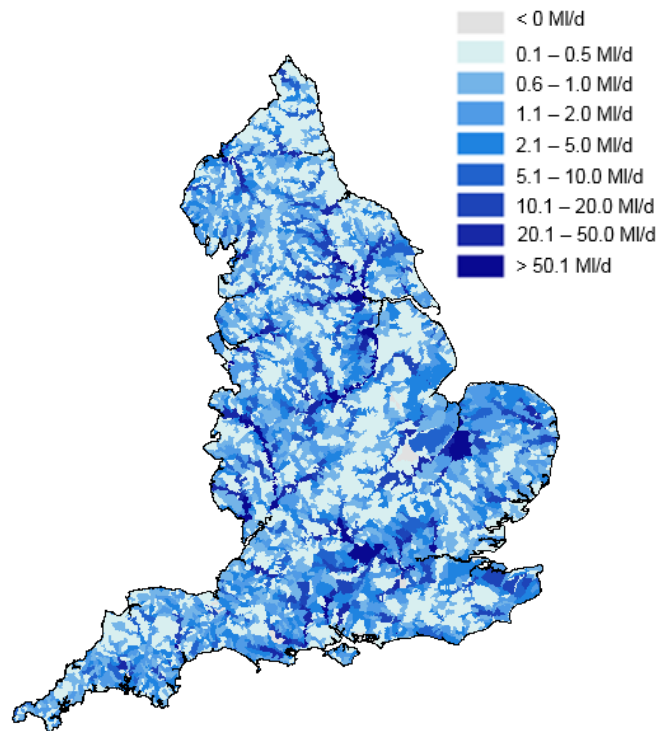 < 0 Ml/d
0.1 – 0.5 Ml/d
0.6 – 1.0 Ml/d
1.1 – 2.0 Ml/d
2.1 – 5.0 Ml/d
5.1 – 10.0 Ml/d
10.1 – 20.0 Ml/d
20.1 – 50.0 Ml/d
> 50.1 Ml/d